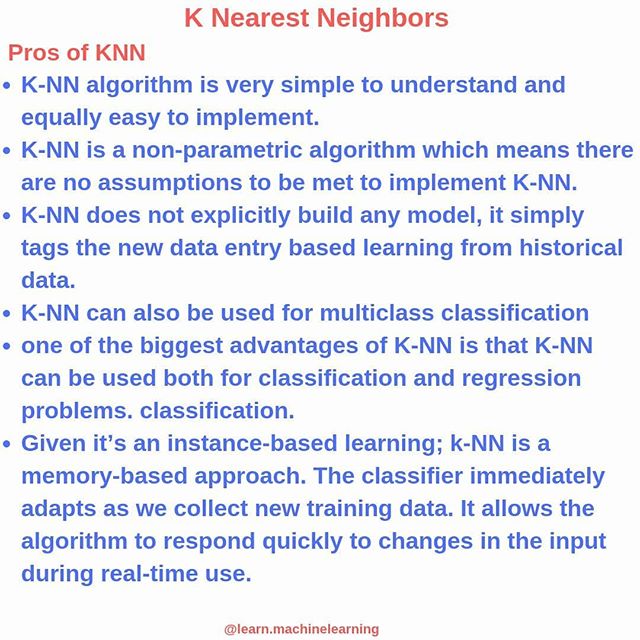 K Nearest Neighbors
Pros of KNN
• K-NN algorithm is very simple to understand and
equally easy to implement.
• K-NN is a non-parametric algorithm which means there
are no assumptions to be met to implement K-NN.
• K-NN does not explicitly build any model, it simply
tags the new data entry based learning from historical
data.
• K-NN can also be used for multiclass classification
• one of the biggest advantages of K-NN is that K-NN
can be used both for classification and regression
problems. classification.
• Given it’s an instance-based learning; k-NN is a
memory-based approach. The classifier immediately
adapts as we collect new training data. It allows the
algorithm to respond quickly to changes in the input
during real-time use.
@learn.machinelearning